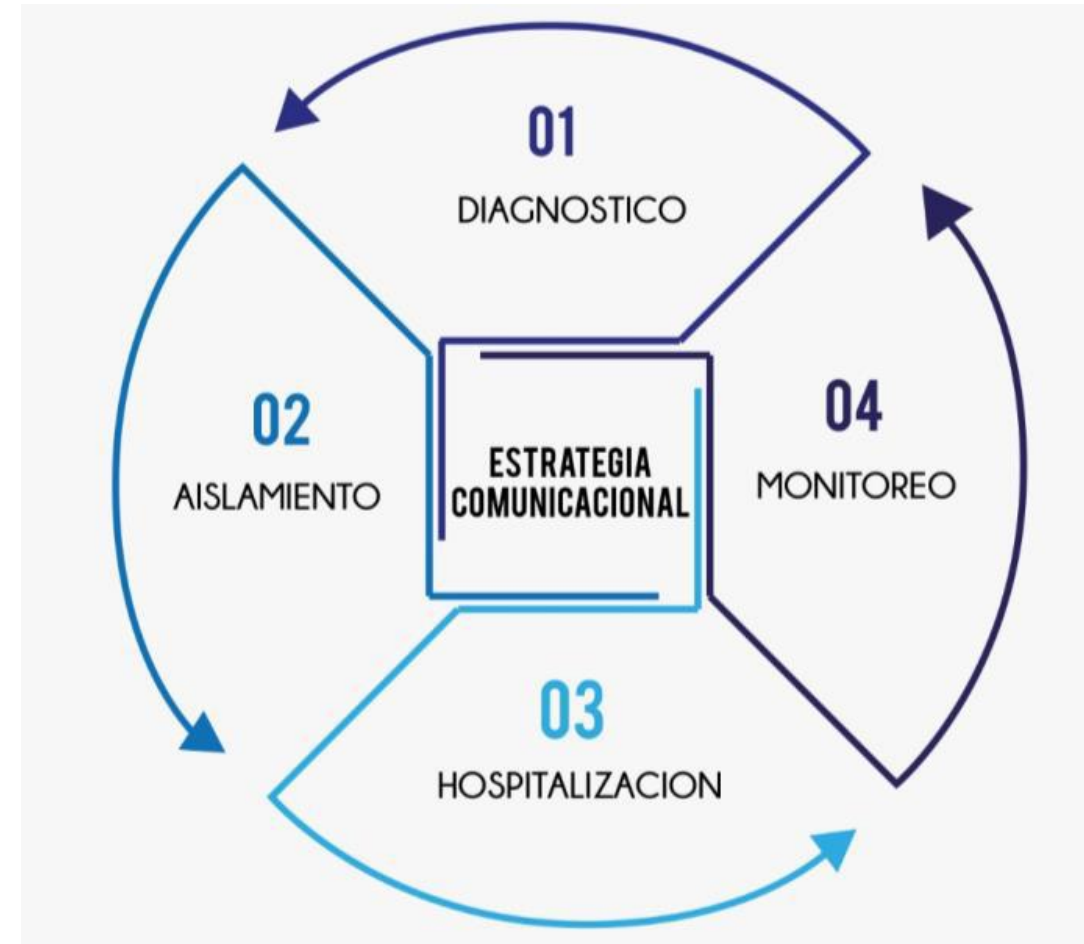 01
DIAGNOSTICO
02
AISLAMIENTO
ESTRATEGIA
COMUNICACIONAL
04
MONITOREO
03
HOSPITALIZACION